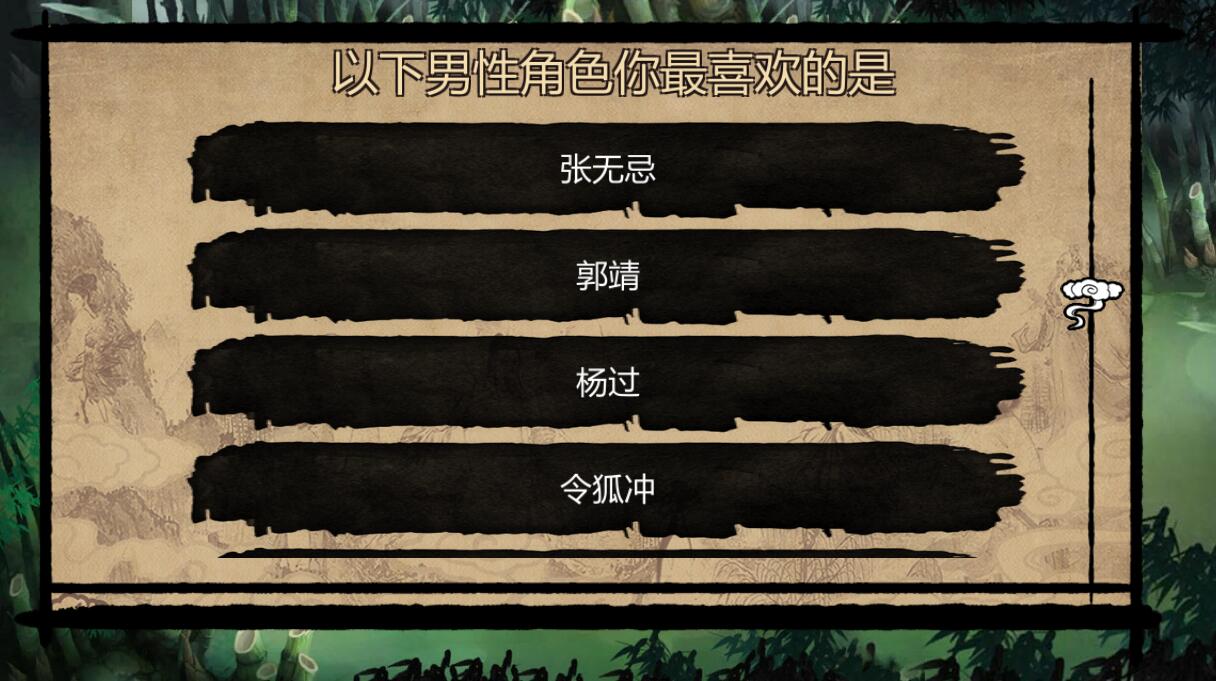 以下男性角色你最喜欢的是
张无忌
郭靖
杨过
令狐冲